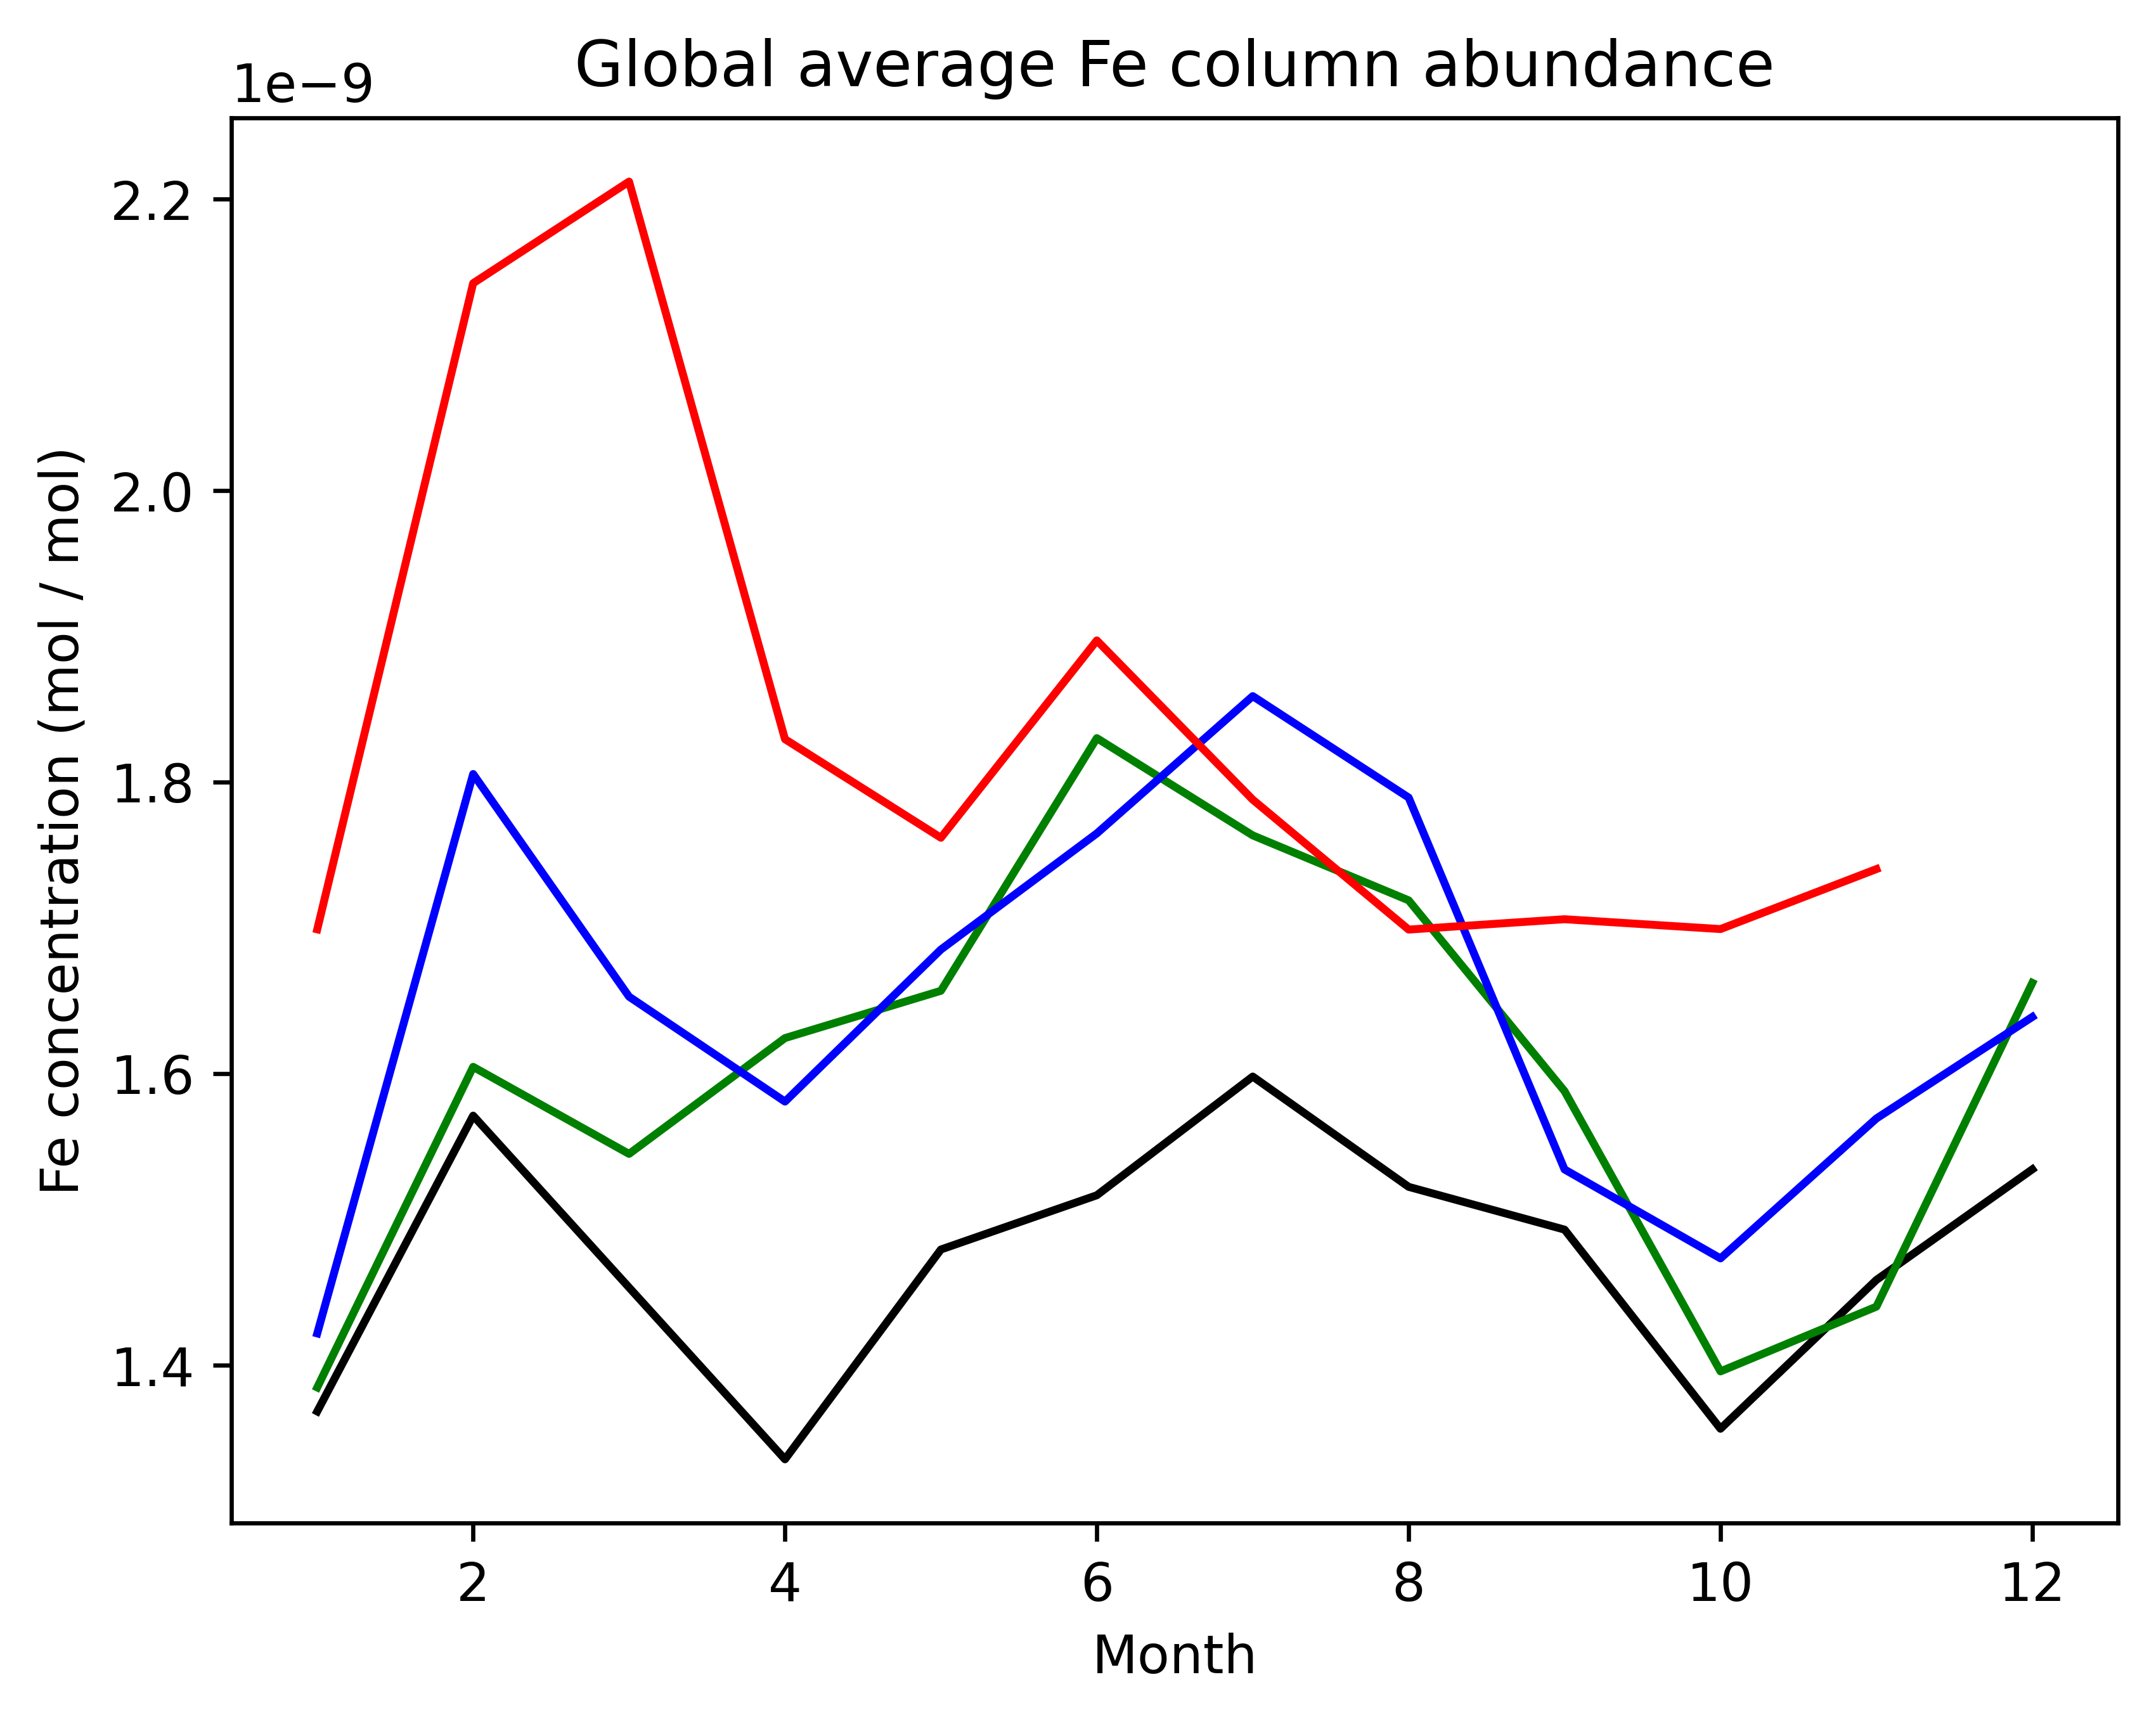 Global average Fe column abundance
1e−9
2.2
2.0
1.8
1.6
1.4
Fe concentration (mol / mol)
2 4 6 8 10 12
Month